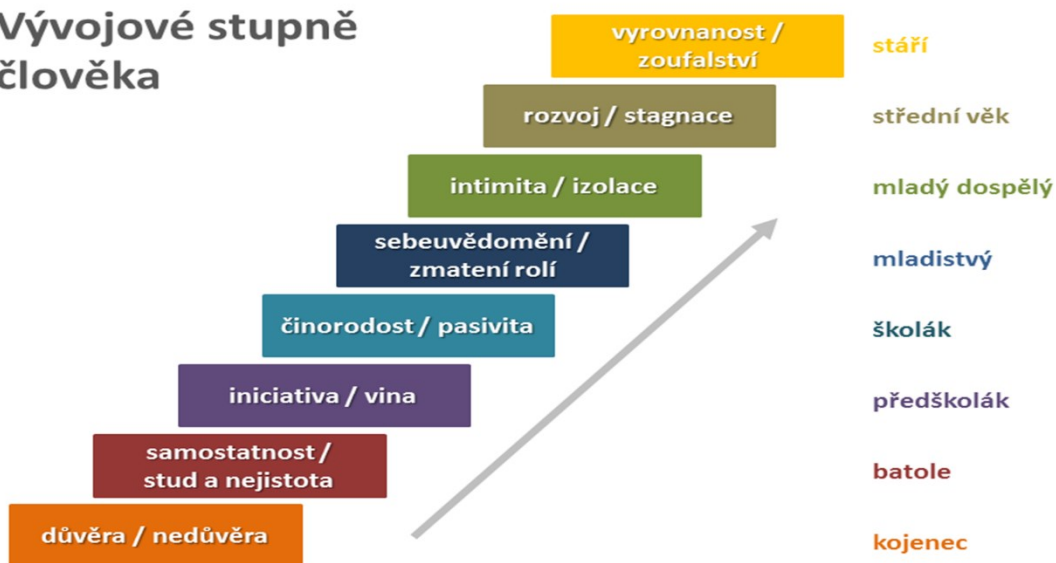 Vývojové stupně
člověka
vyrovnanost /
zoufalství
stáří
rozvoj / stagnace
střední věk
intimita / izolace
mladý dospělý
sebeuvědomění /
zmatení rolí
mladistvý
činorodost / pasivita
školák
iniciativa / vina
předškolák
samostatnost /
stud a nejistota
batole
důvěra / nedůvěra
kojenec